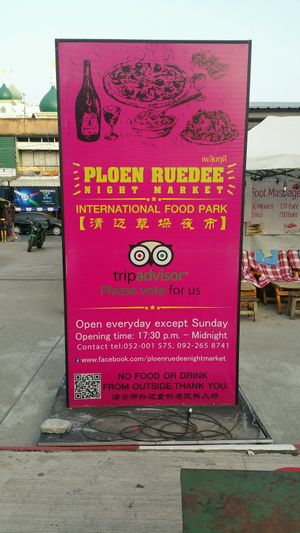 เพลินฤดี
PLOEN RUEDEE
NIGHT MARKET
INTERNATIONAL FOOD PARK
【清迈草垛夜市】
tripadvisor®
Please vote for us
Open everyday except Sunday
Opening time: 17:30 p.m. - Midnight
Contact tel:052-001 575, 092-265 8741
www.facebook.com/ploenruedeenightmarket
NO FOOD OR DRINK
FROM OUTSIDE.THANK YOU.
Foot Massage